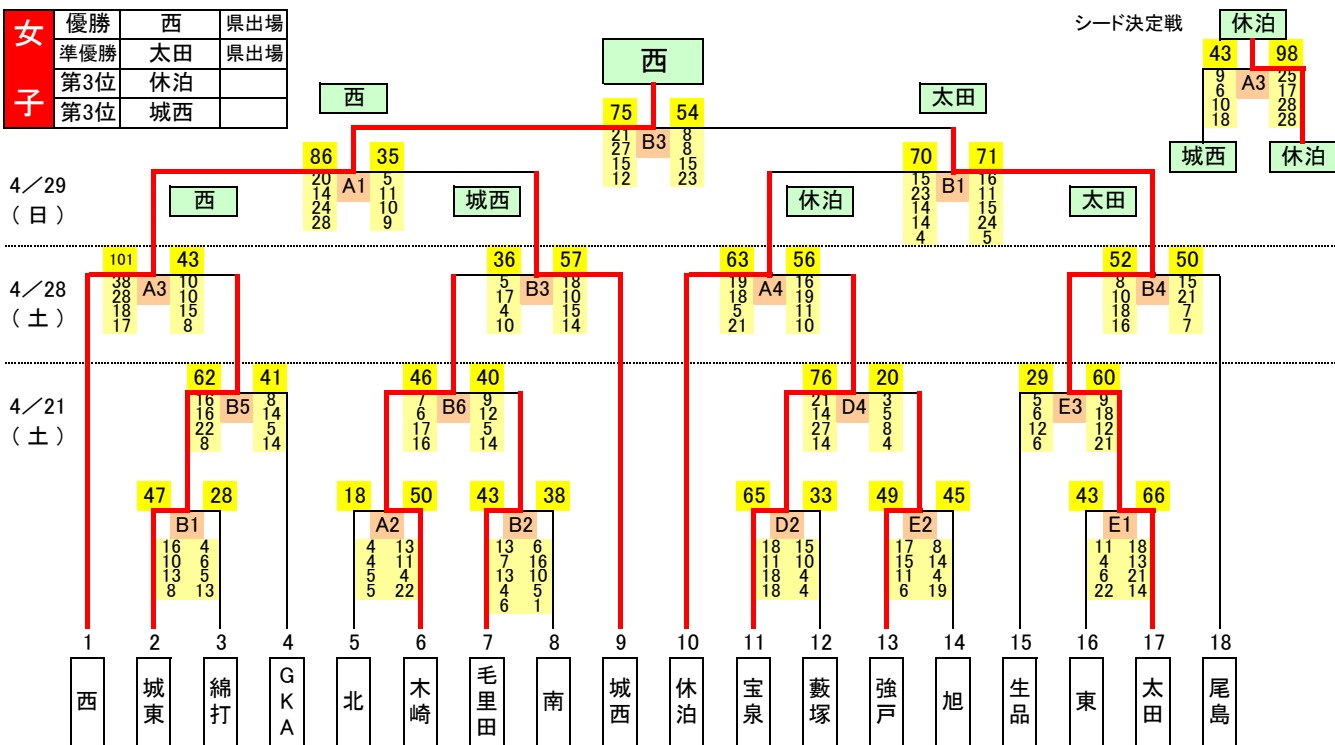 女子
優勝 西 県出場
準優勝 太田 県出場
第3位 休泊
第3位 城西
シード決定戦
休泊
43 98
A3
9 25
6 17
10 28
18 28
城西 休泊
西
西 太田
75 54
B3
21 8
27 8
15 15
12 23
4/29
(日)
86 35
A1
20 5
14 11
24 10
28 9
70 71
B1
15 16
23 11
14 15
14 24
4 5
西 城西 休泊 太田
4/28
(土)
101 43
A3
38 10
28 10
18 15
17 8
36 57
B3
5 18
17 10
4 15
10 14
63 56
A4
19 16
18 19
5 11
21 10
52 50
B4
8 15
10 21
18 7
16 7
4/21
(土)
62 41
B5
16 8
16 14
22 5
8 14
46 40
B6
7 9
6 12
17 5
16 14
76 20
D4
21 3
14 5
27 8
14 4
29 60
E3
5 9
6 18
12 12
6 21
47 28
B1
16 4
10 6
13 5
8 13
18 50
A2
4 13
4 11
5 4
5 22
43 38
B2
13 6
7 16
13 10
4 5
6 1
65 33
D2
18 15
11 10
18 4
18 4
49 45
E2
17 8
15 14
11 4
6 19
43 66
E1
11 18
4 13
6 21
22 14
1 2 3 4 5 6 7 8 9 10 11 12 13 14 15 16 17 18
西 城東 綿打 GKA 北 木崎 毛里田 南 城西 休泊 宝泉 藪塚 強戸 旭 生品 東 太田 尾島